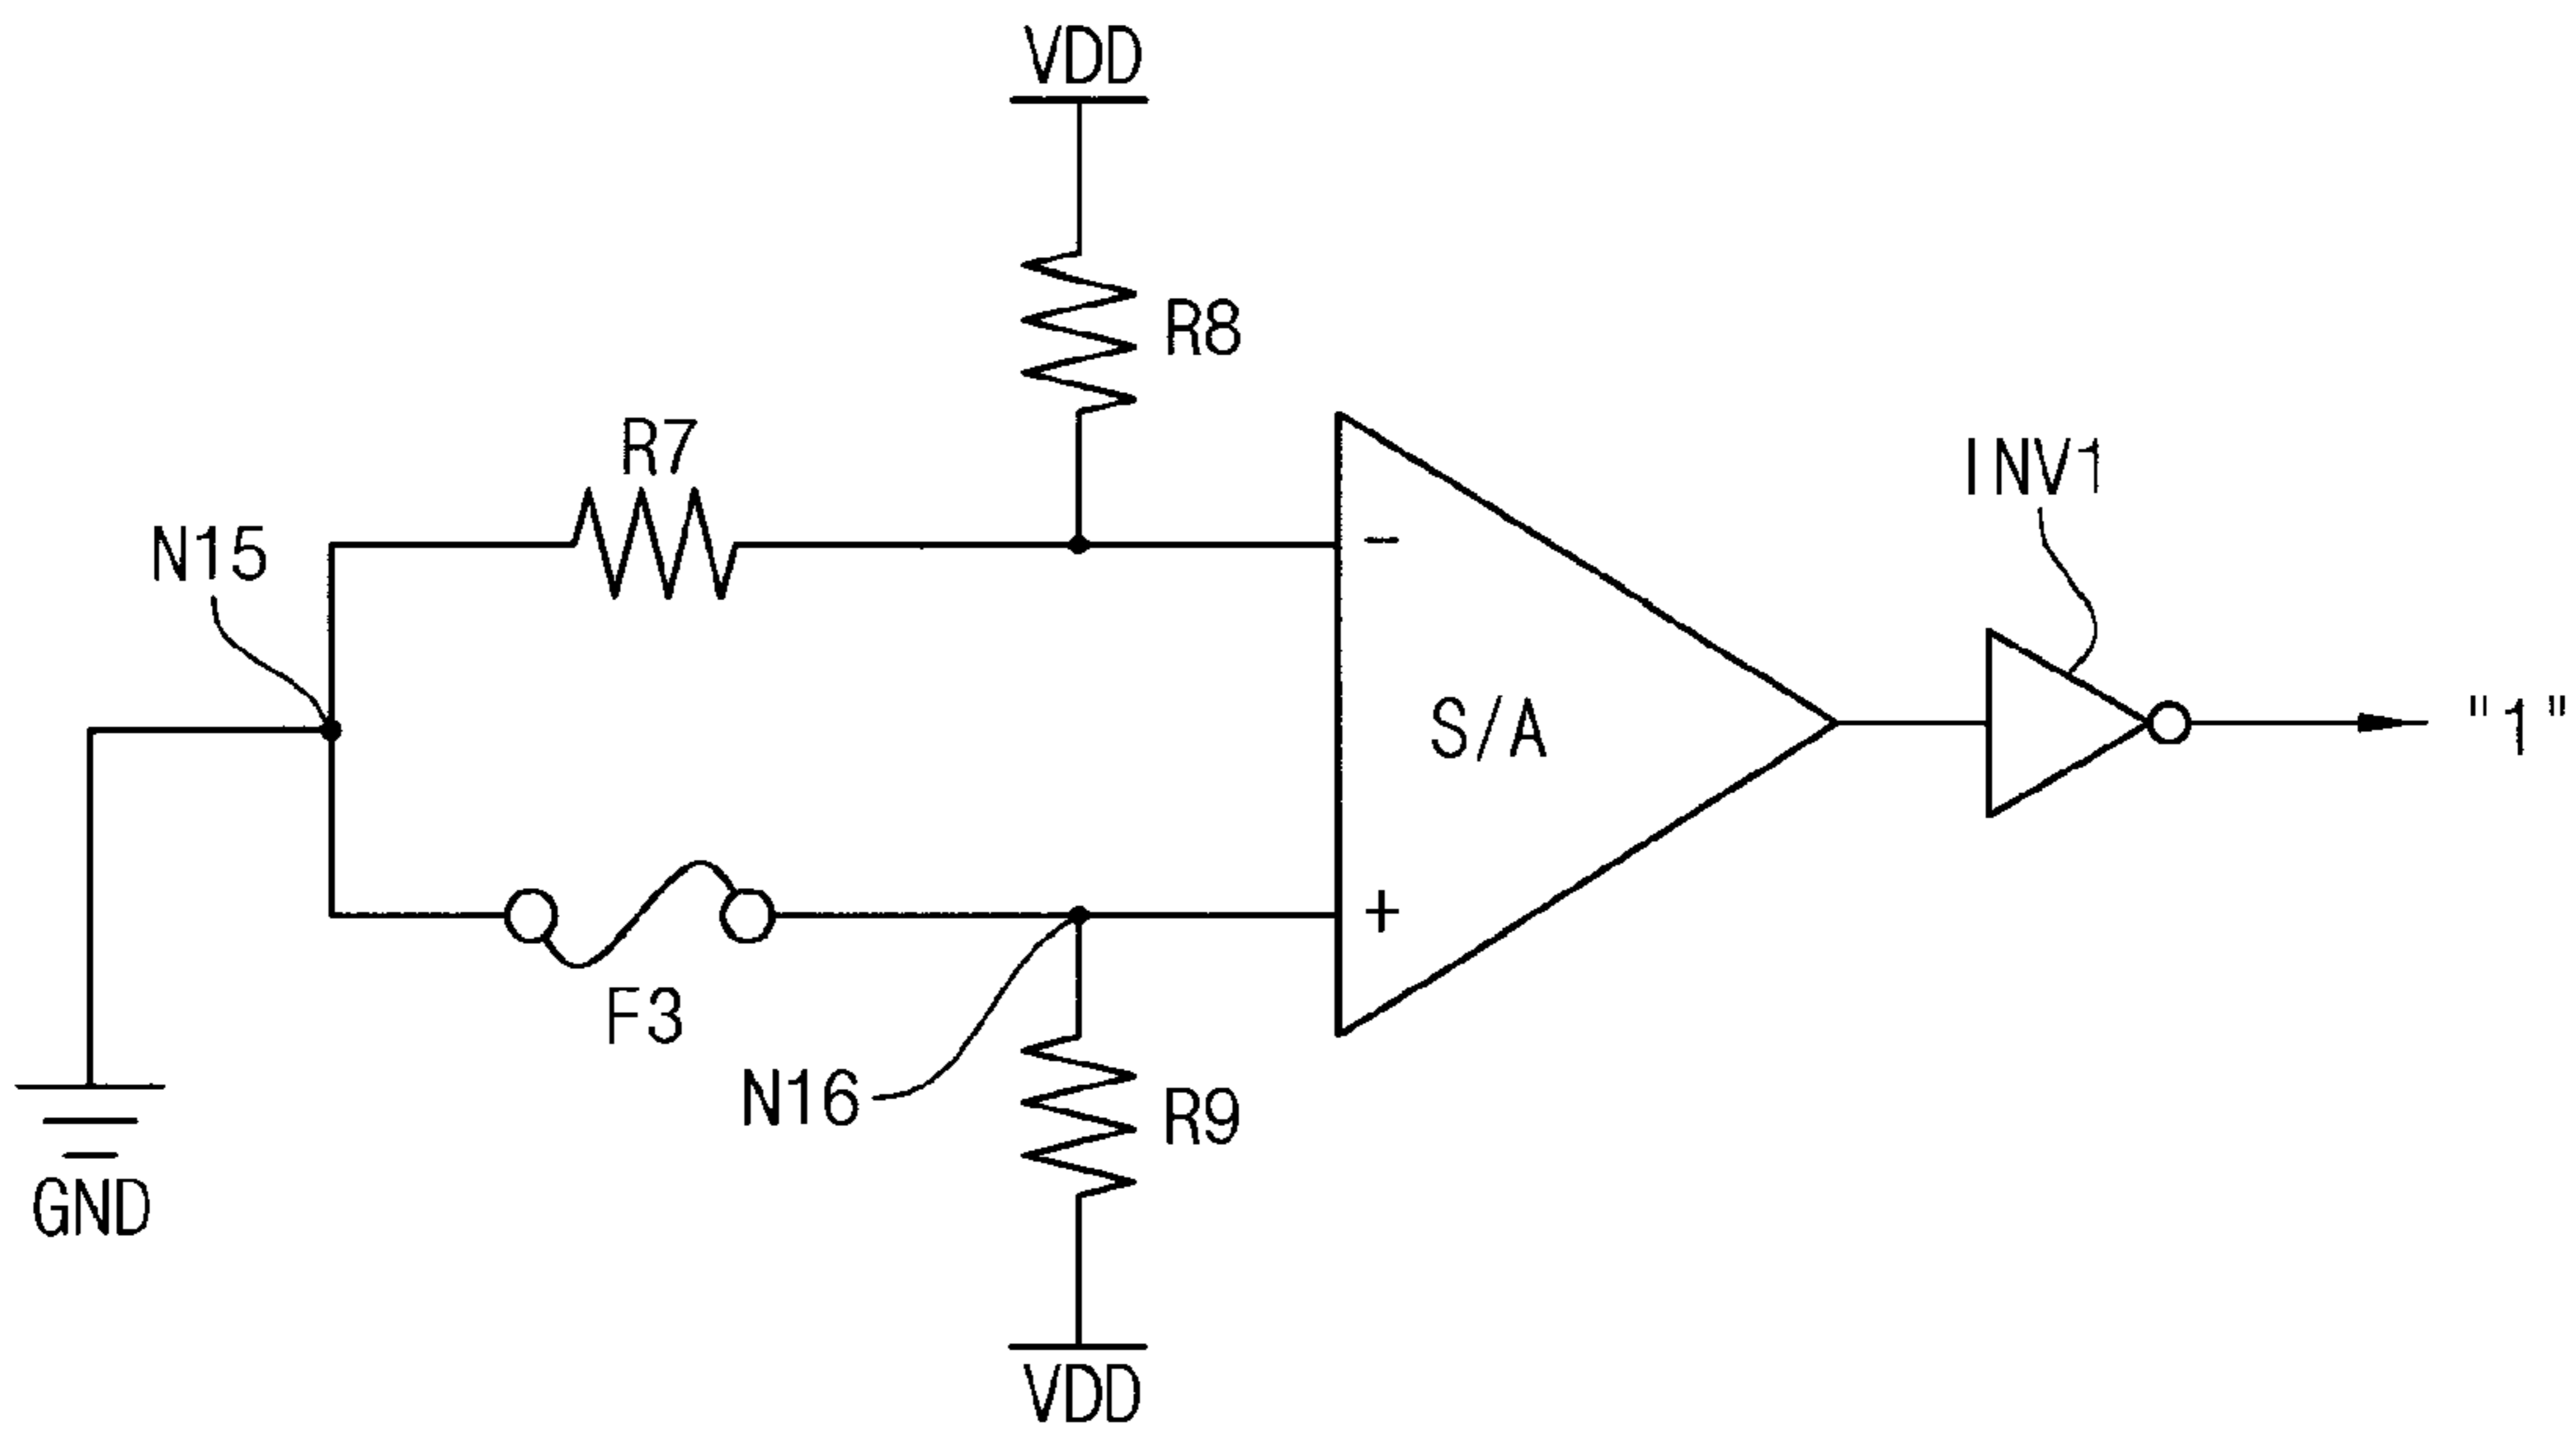 VDD
R8
R7
INV1
N15
-
S/A
"1"
+
F3
N16
R9
GND
VDD